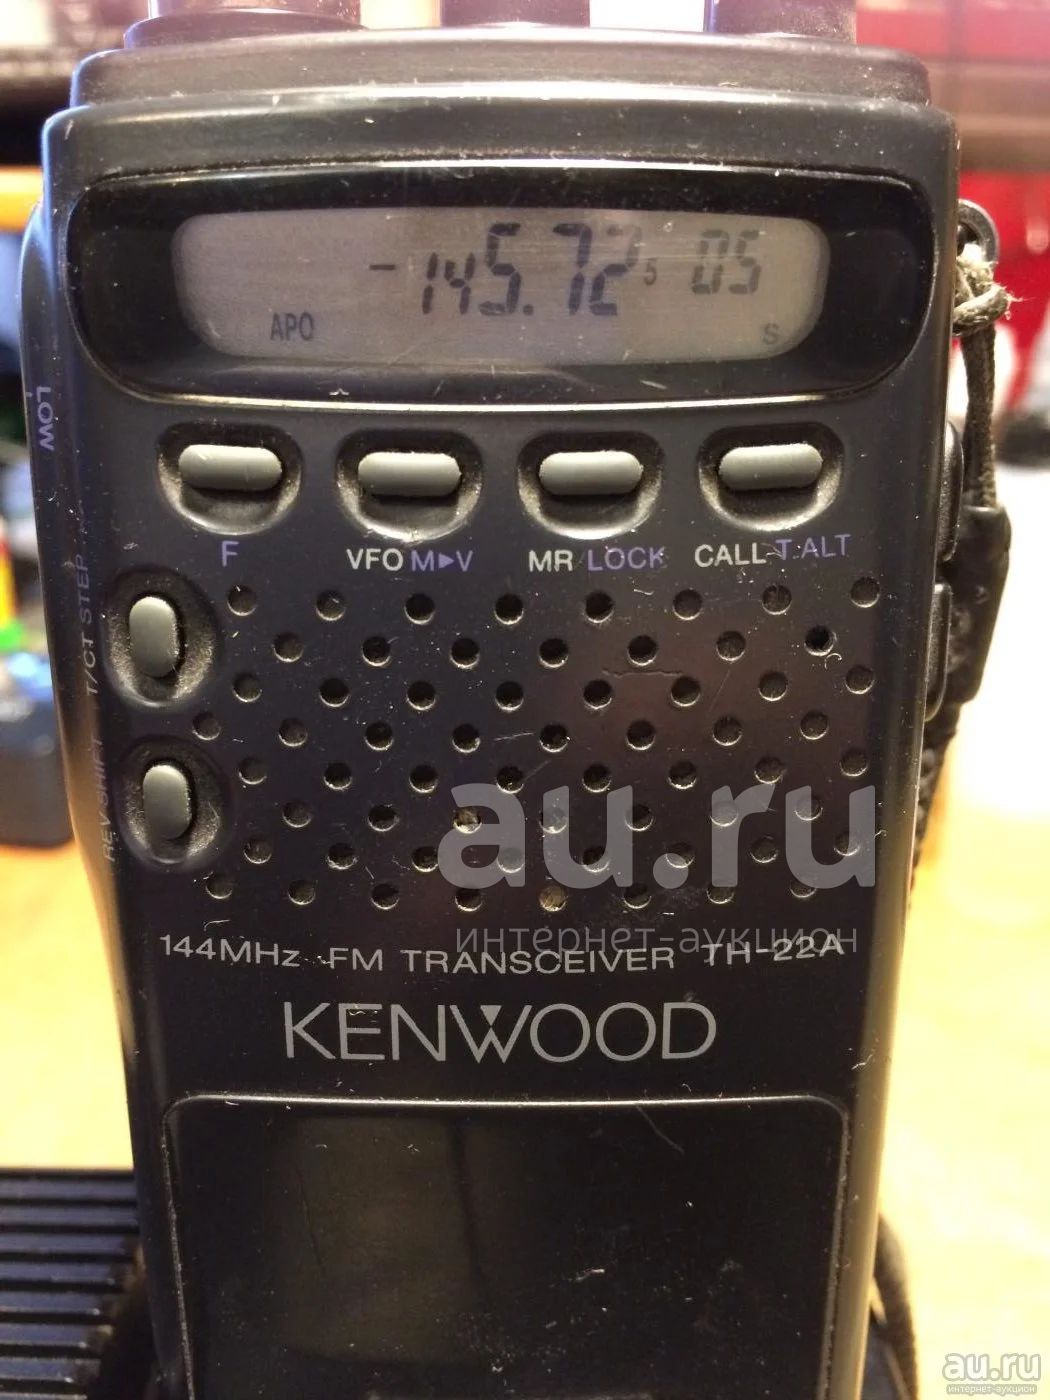 -145.725 05
APO S
LOW
F VFO M▶V MR LOCK CALL T.ALT
T/CT STEP
REV SHIFT
au.ru
интернет-аукцион
144MHz FM TRANSCEIVER TH-22A
KENWOOD
au.ru
интернет-аукцион